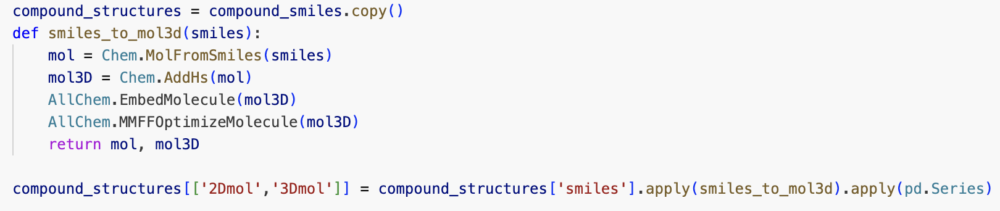 compound_structures = compound_smiles.copy()
def smiles_to_mol3d(smiles):
    mol = Chem.MolFromSmiles(smiles)
    mol3D = Chem.AddHs(mol)
    AllChem.EmbedMolecule(mol3D)
    AllChem.MMFFOptimizeMolecule(mol3D)
    return mol, mol3D
compound_structures[['2Dmol','3Dmol']] = compound_structures['smiles'].apply(smiles_to_mol3d).apply(pd.Series)